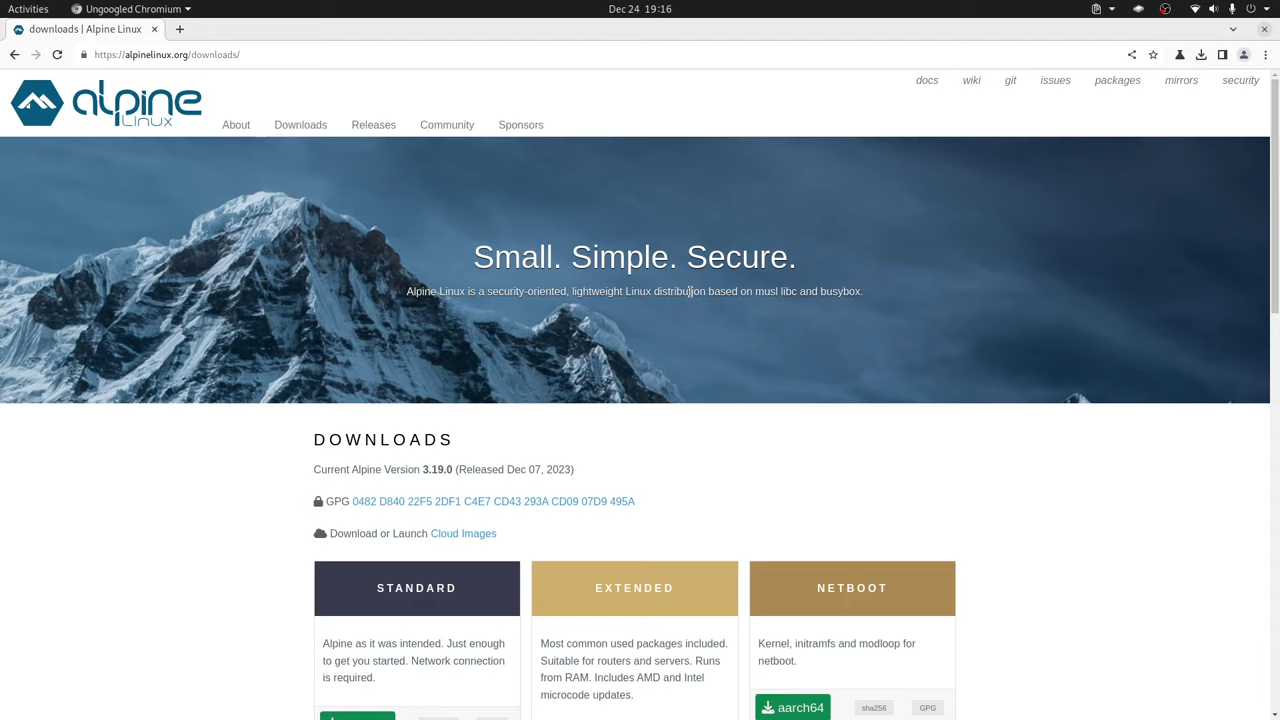 Activities
Ungoogled Chromium
Dec 24 19:16
downloads | Alpine Linux
https://alpinelinux.org/downloads/
docs wiki git issues packages mirrors security
alpine
Linux
About Downloads Releases Community Sponsors
Small. Simple. Secure.
Alpine Linux is a security-oriented, lightweight Linux distribution based on musl libc and busybox.
DOWNLOADS
Current Alpine Version 3.19.0 (Released Dec 07, 2023)
GPG 0482 D840 22F5 2DF1 C4E7 CD43 293A CD09 07D9 495A
Download or Launch Cloud Images
STANDARD
Alpine as it was intended. Just enough
to get you started. Network connection
is required.
EXTENDED
Most common used packages included.
Suitable for routers and servers. Runs
from RAM. Includes AMD and Intel
microcode updates.
NETBOOT
Kernel, initramfs and modloop for
netboot.
aarch64 sha256 GPG